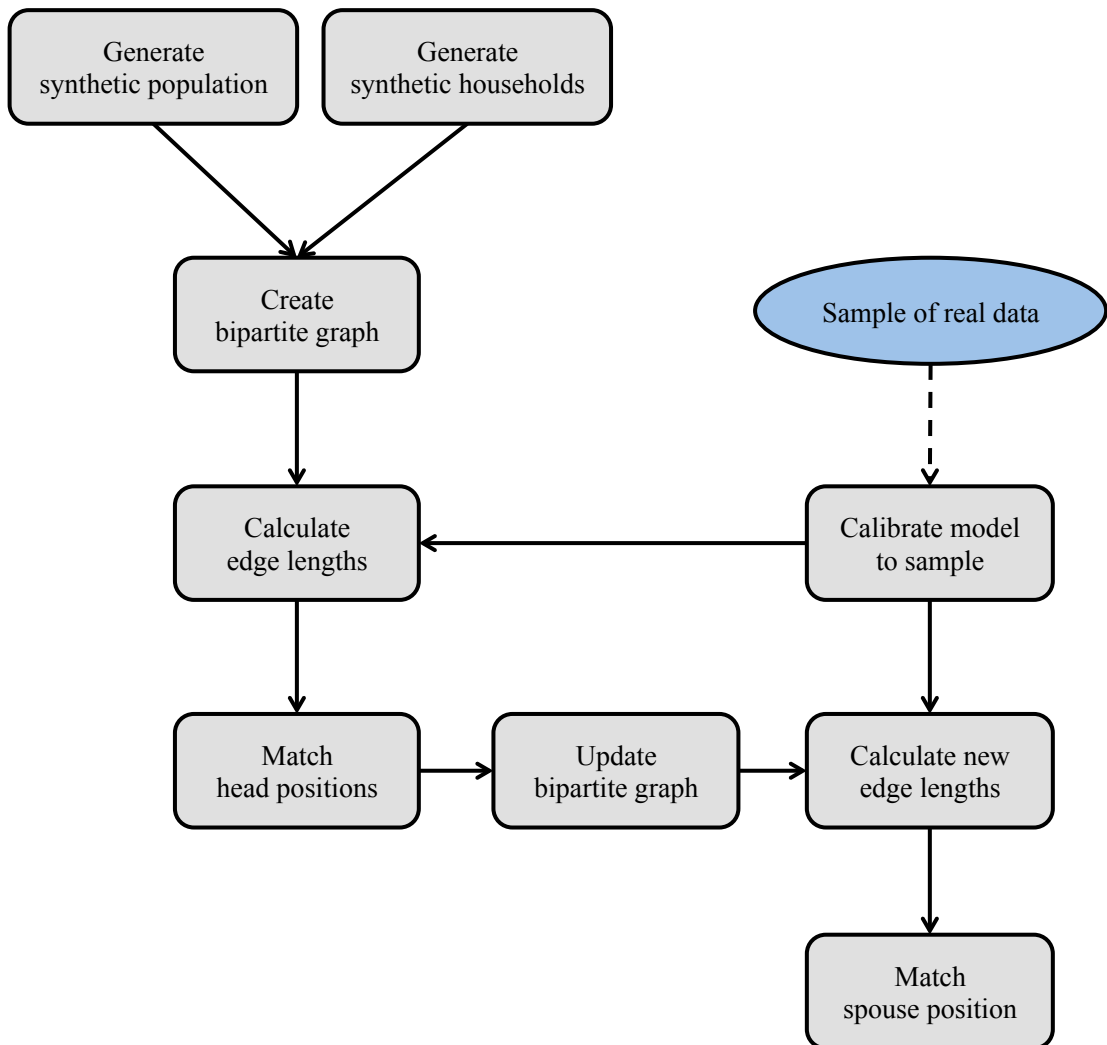 Generate
synthetic population
Generate
synthetic households
Create
bipartite graph
Sample of real data
Calculate
edge lengths
Calibrate model
to sample
Match
head positions
Update
bipartite graph
Calculate new
edge lengths
Match
spouse position